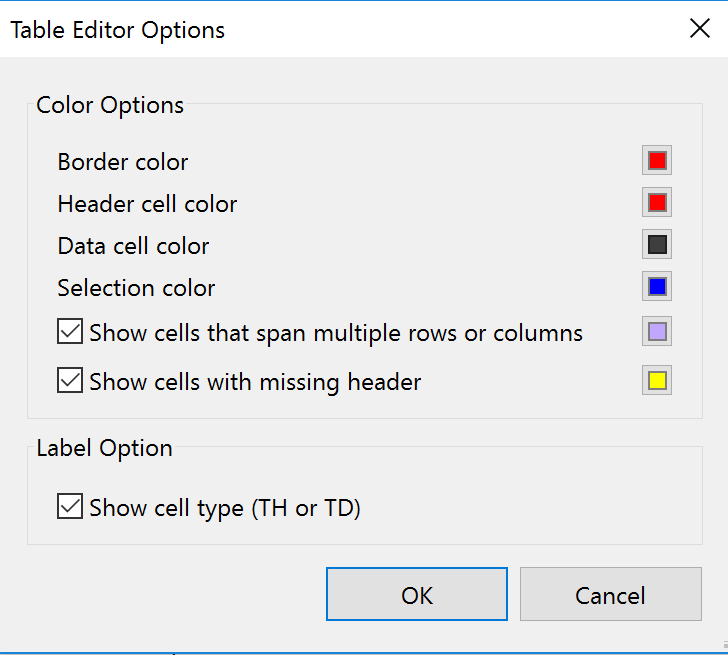 Table Editor Options
Color Options
Border color
Header cell color
Data cell color
Selection color
Show cells that span multiple rows or columns
Show cells with missing header
Label Option
Show cell type (TH or TD)
OK
Cancel